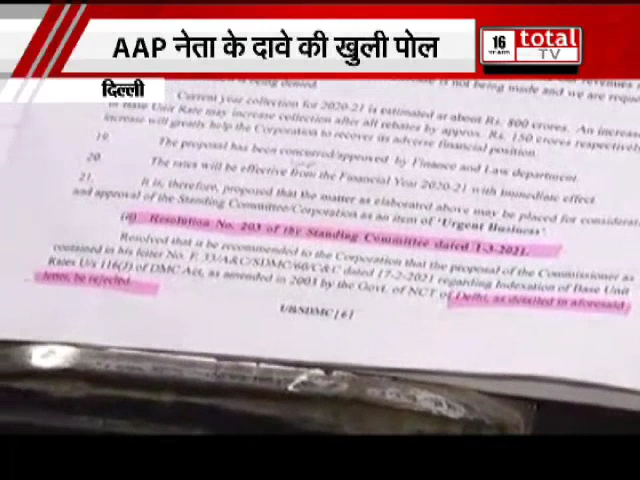 AAP नेता के दावे की खुली पोल
16
total
TV
दिल्ली
being denied.
not being made and we are
Current year collection for 2020-21 is estimated at about Rs. 800 crores. An increase
in Base Unit Rate may increase collection after all rebates by approx. Rs. 150 crores respectively
increase will greatly help the Corporation to recover its adverse financial position.
19. The proposal has been concurred/approved by Finance and Law department.
20. The rates will be effective from the Financial Year 2020-21 with immediate effect
21. It is, therefore, proposed that the matter as elaborated above may be placed for
and approval of the Standing Committee/Corporation as an item of 'Urgent Business'.
(ii) Resolution No. 203 of the Standing Committee dated 1-3-2021.
Resolved that it be recommended to the Corporation that the proposal of the Commissioner as
contained in his letter No. F. 33/A&C/SDMC/60/C&C dated 17-2-2021 regarding Indexation of Base Unit
Rates U/s 116(J) of DMC Act, as amended in 2003 by the Govt. of NCT of Delhi, as detailed in aforesaid
letter, be rejected.